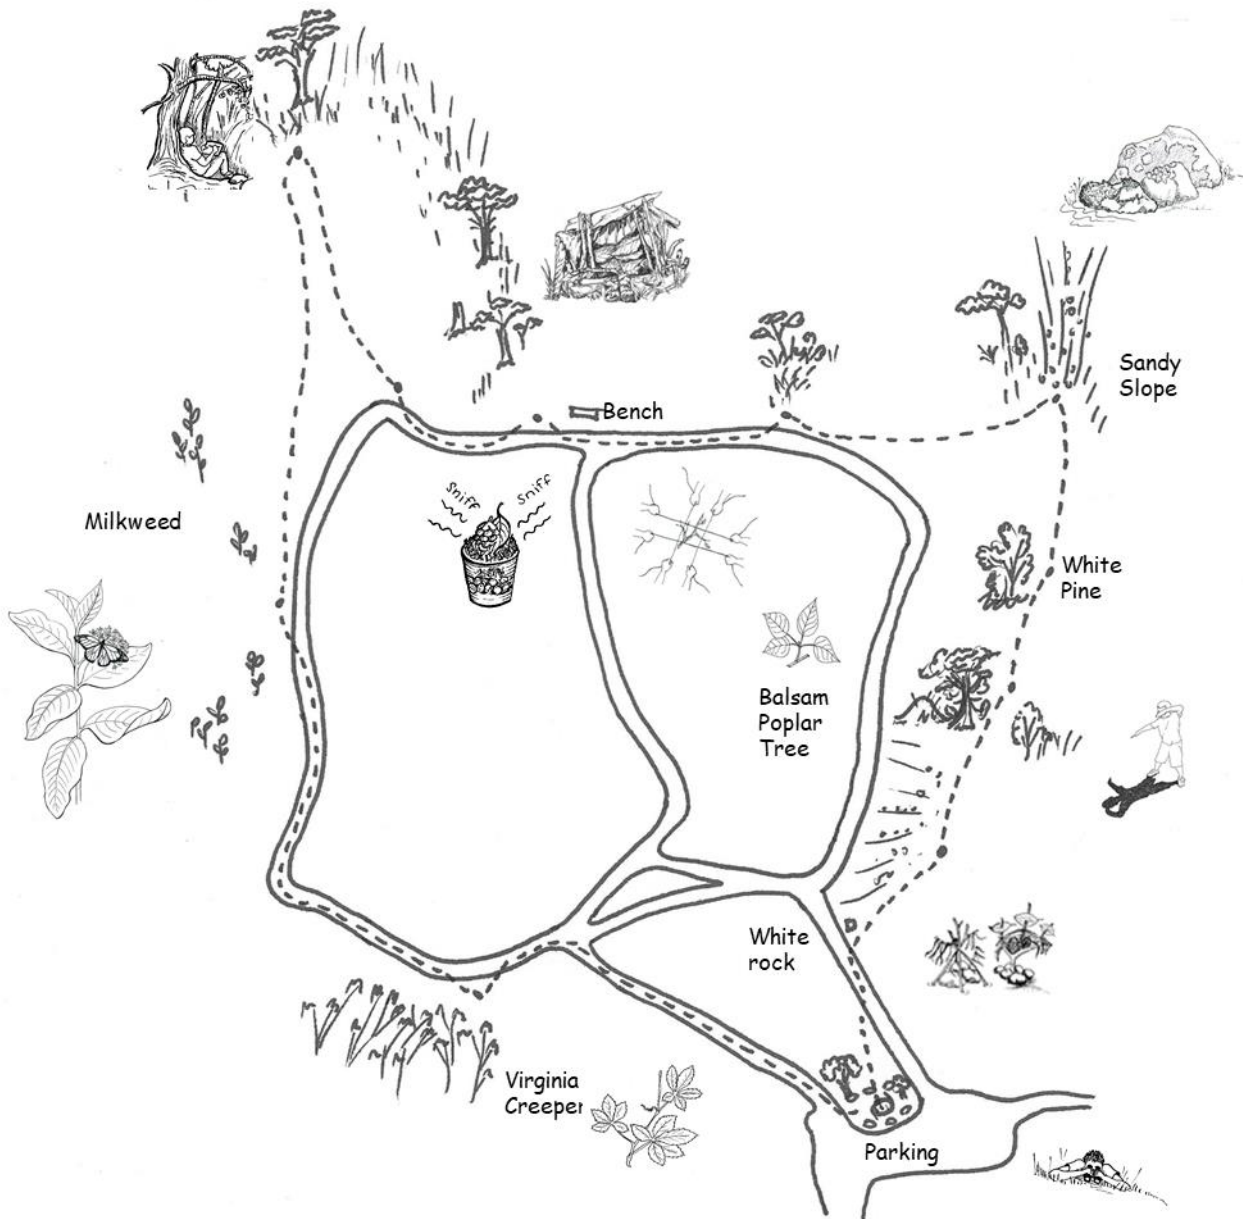 Bench
Sandy
Slope
sniff
sniff
Milkweed
White
Pine
Balsam
Poplar
Tree
White
rock
Virginia
Creeper
Parking